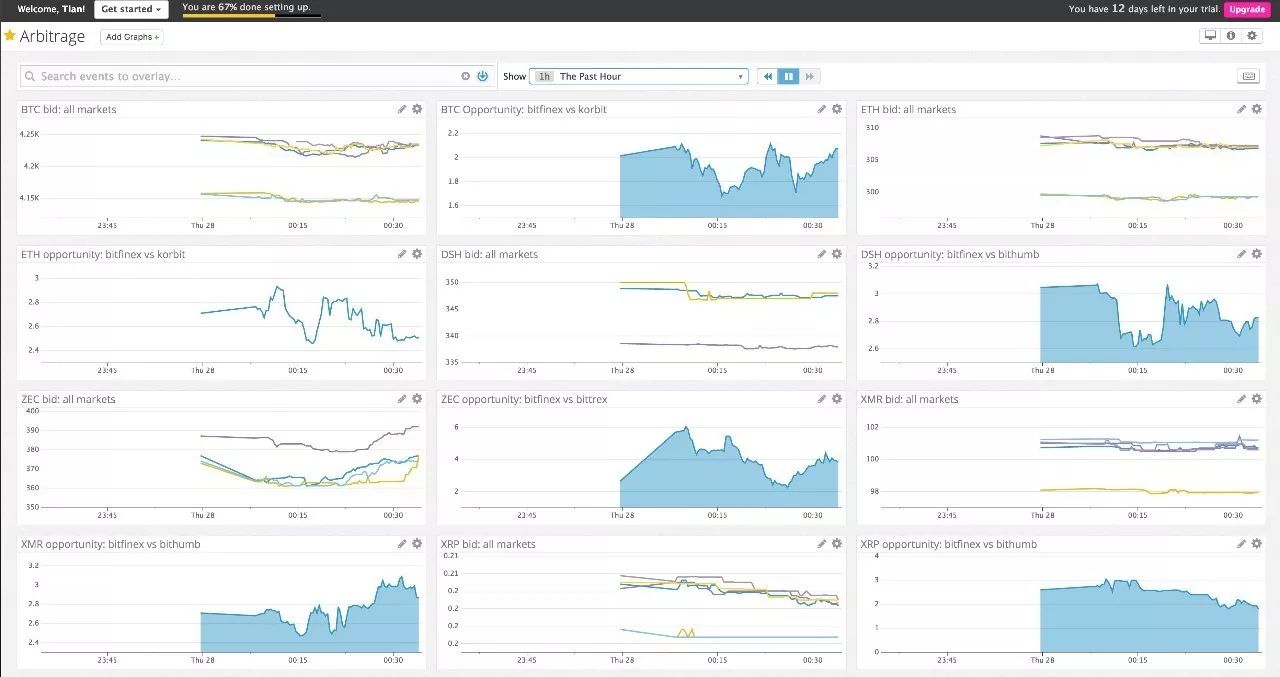 Welcome, Tian! Get started You are 67% done setting up. You have 12 days left in your trial. Upgrade
Arbitrage Add Graphs +
Search events to overlay... Show 1h The Past Hour
BTC bid: all markets
4.25K
4.2K
4.15K
23:45 Thu 28 00:15 00:30
BTC Opportunity: bitfinex vs korbit
2.2
2
1.8
1.6
23:45 Thu 28 00:15 00:30
ETH bid: all markets
310
305
300
23:45 Thu 28 00:15 00:30
ETH opportunity: bitfinex vs korbit
3
2.8
2.6
2.4
23:45 Thu 28 00:15 00:30
DSH bid: all markets
350
345
340
335
23:45 Thu 28 00:15 00:30
DSH opportunity: bitfinex vs bithumb
3.2
3
2.8
2.6
23:45 Thu 28 00:15 00:30
ZEC bid: all markets
400
390
380
370
360
350
23:45 Thu 28 00:15 00:30
ZEC opportunity: bitfinex vs bittrex
6
4
2
23:45 Thu 28 00:15 00:30
XMR bid: all markets
102
100
98
23:45 Thu 28 00:15 00:30
XMR opportunity: bitfinex vs bithumb
3.2
3
2.8
2.6
2.4
23:45 Thu 28 00:15 00:30
XRP bid: all markets
0.21
0.21
0.2
0.2
0.2
0.2
23:45 Thu 28 00:15 00:30
XRP opportunity: bitfinex vs bithumb
4
3
2
1
0
23:45 Thu 28 00:15 00:30